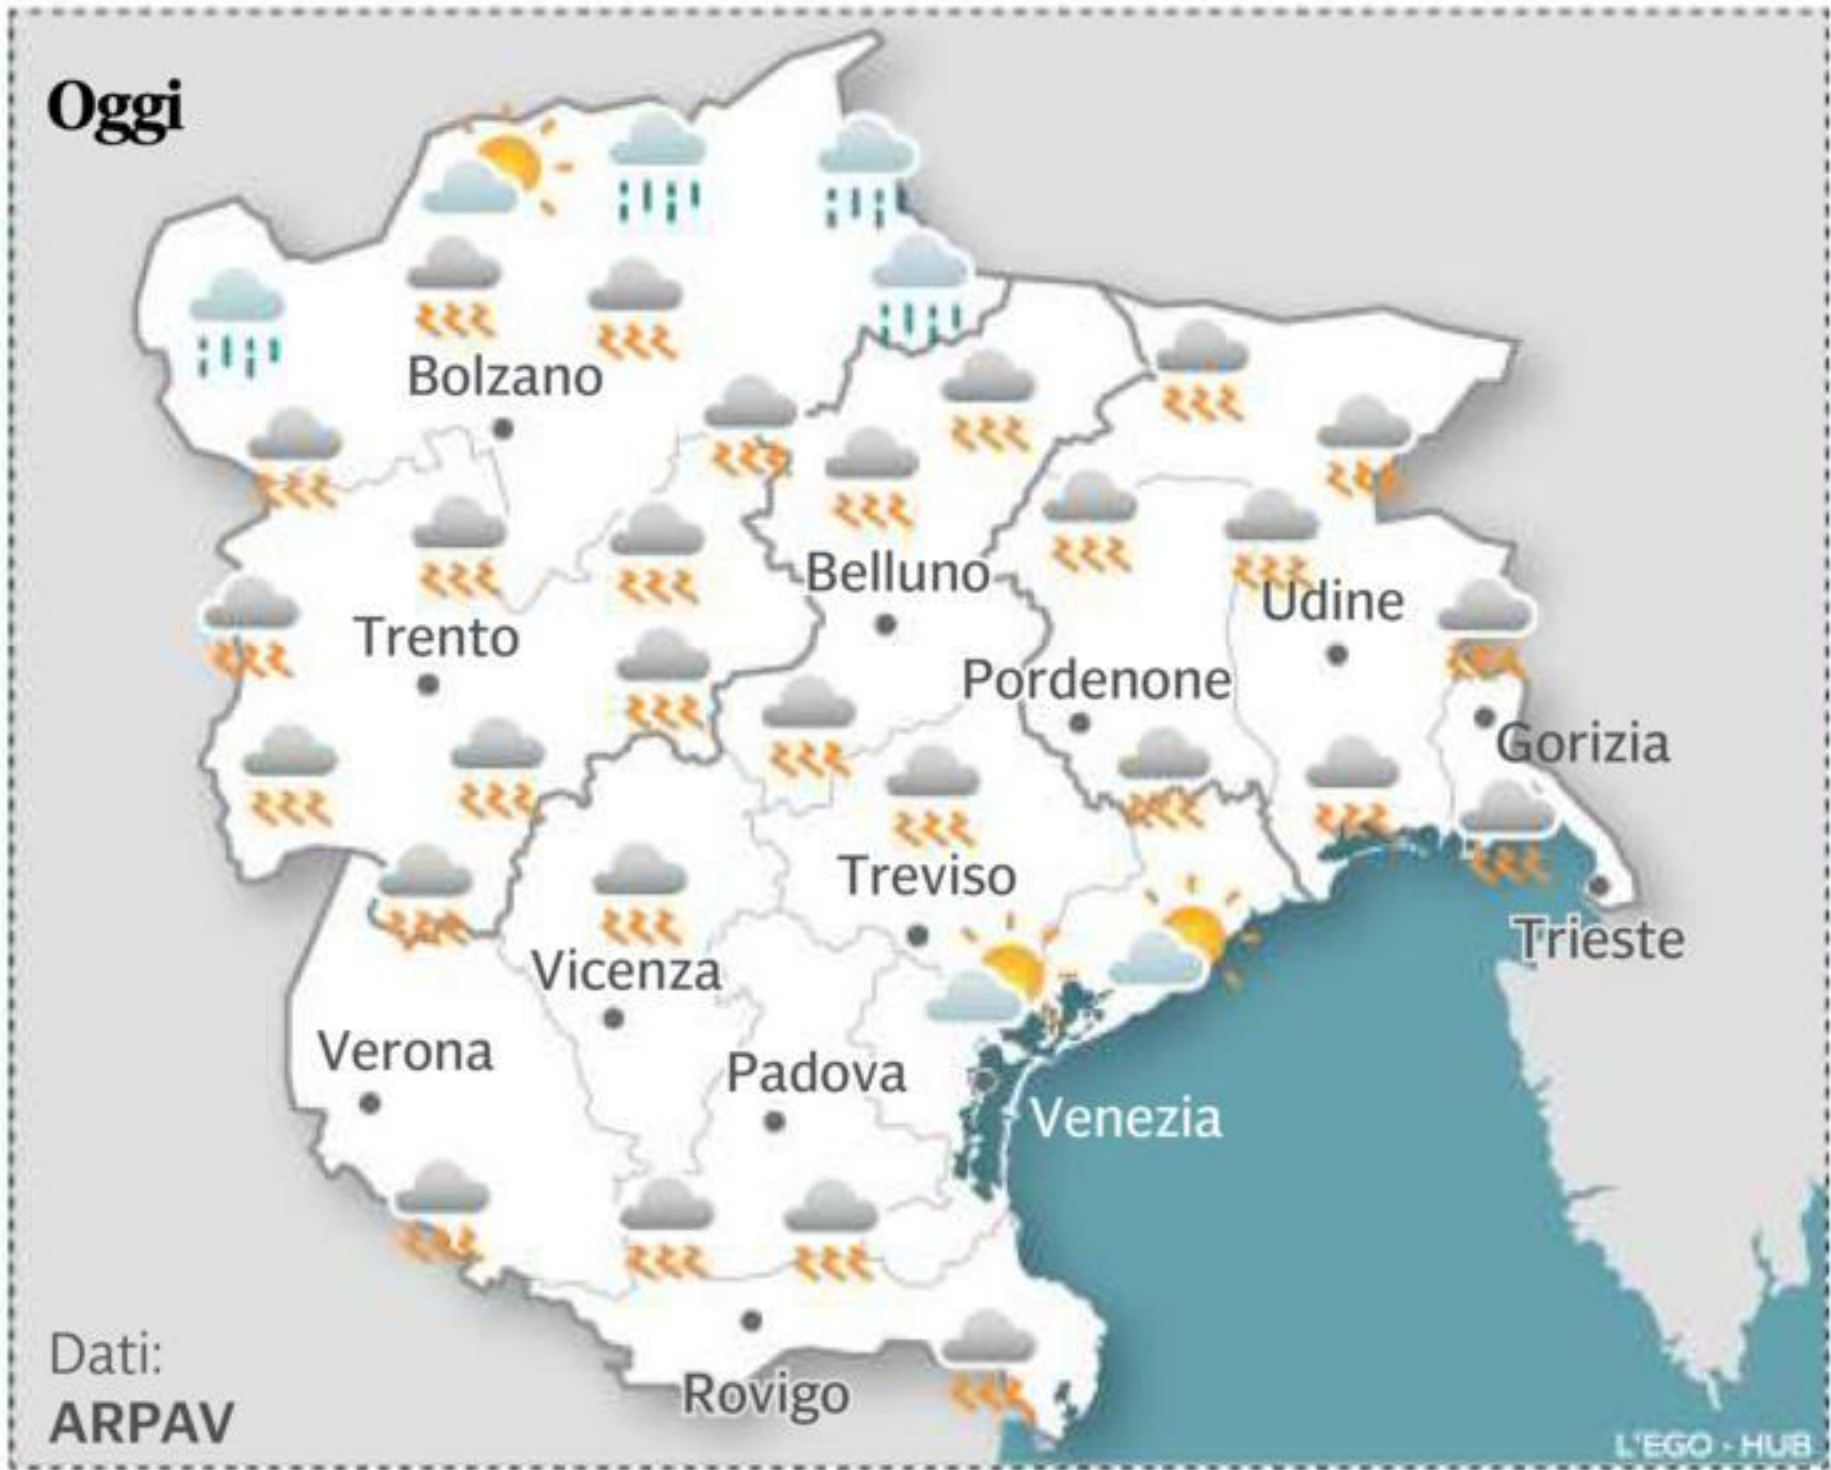 Oggi
Bolzano
Belluno
Udine
Trento
Pordenone
Gorizia
Treviso
Trieste
Vicenza
Verona
Padova
Venezia
Dati:
ARPAV
Rovigo
L'EGO - HUB